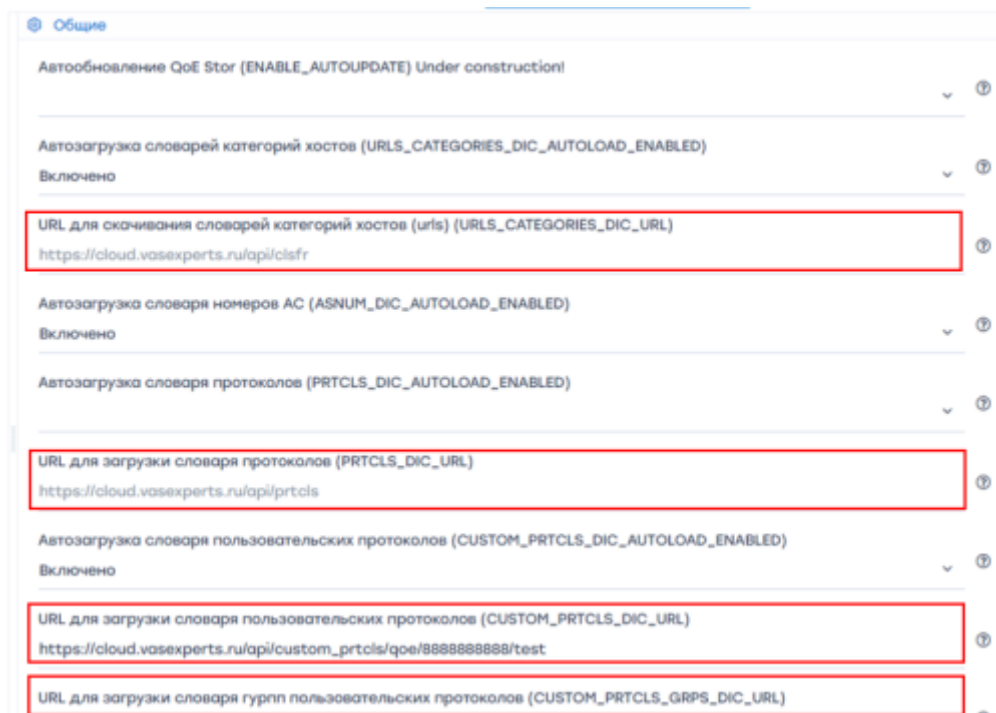 Общие
Автообновление QoE Stor (ENABLE_AUTOUPDATE) Under construction!
Автозагрузка словарей категорий хостов (URLS_CATEGORIES_DIC_AUTOLOAD_ENABLED)
Включено
URL для скачивания словарей категорий хостов (urls) (URLS_CATEGORIES_DIC_URL)
https://cloud.vasexperts.ru/api/clsfr
Автозагрузка словаря номеров АС (ASNUM_DIC_AUTOLOAD_ENABLED)
Включено
Автозагрузка словаря протоколов (PRTCLS_DIC_AUTOLOAD_ENABLED)
URL для загрузки словаря протоколов (PRTCLS_DIC_URL)
https://cloud.vasexperts.ru/api/prtcls
Автозагрузка словаря пользовательских протоколов (CUSTOM_PRTCLS_DIC_AUTOLOAD_ENABLED)
Включено
URL для загрузки словаря пользовательских протоколов (CUSTOM_PRTCLS_DIC_URL)
https://cloud.vasexperts.ru/api/custom_prtcls/qoe/8888888888/test
URL для загрузки словаря гурпп пользовательских протоколов (CUSTOM_PRTCLS_GRPS_DIC_URL)